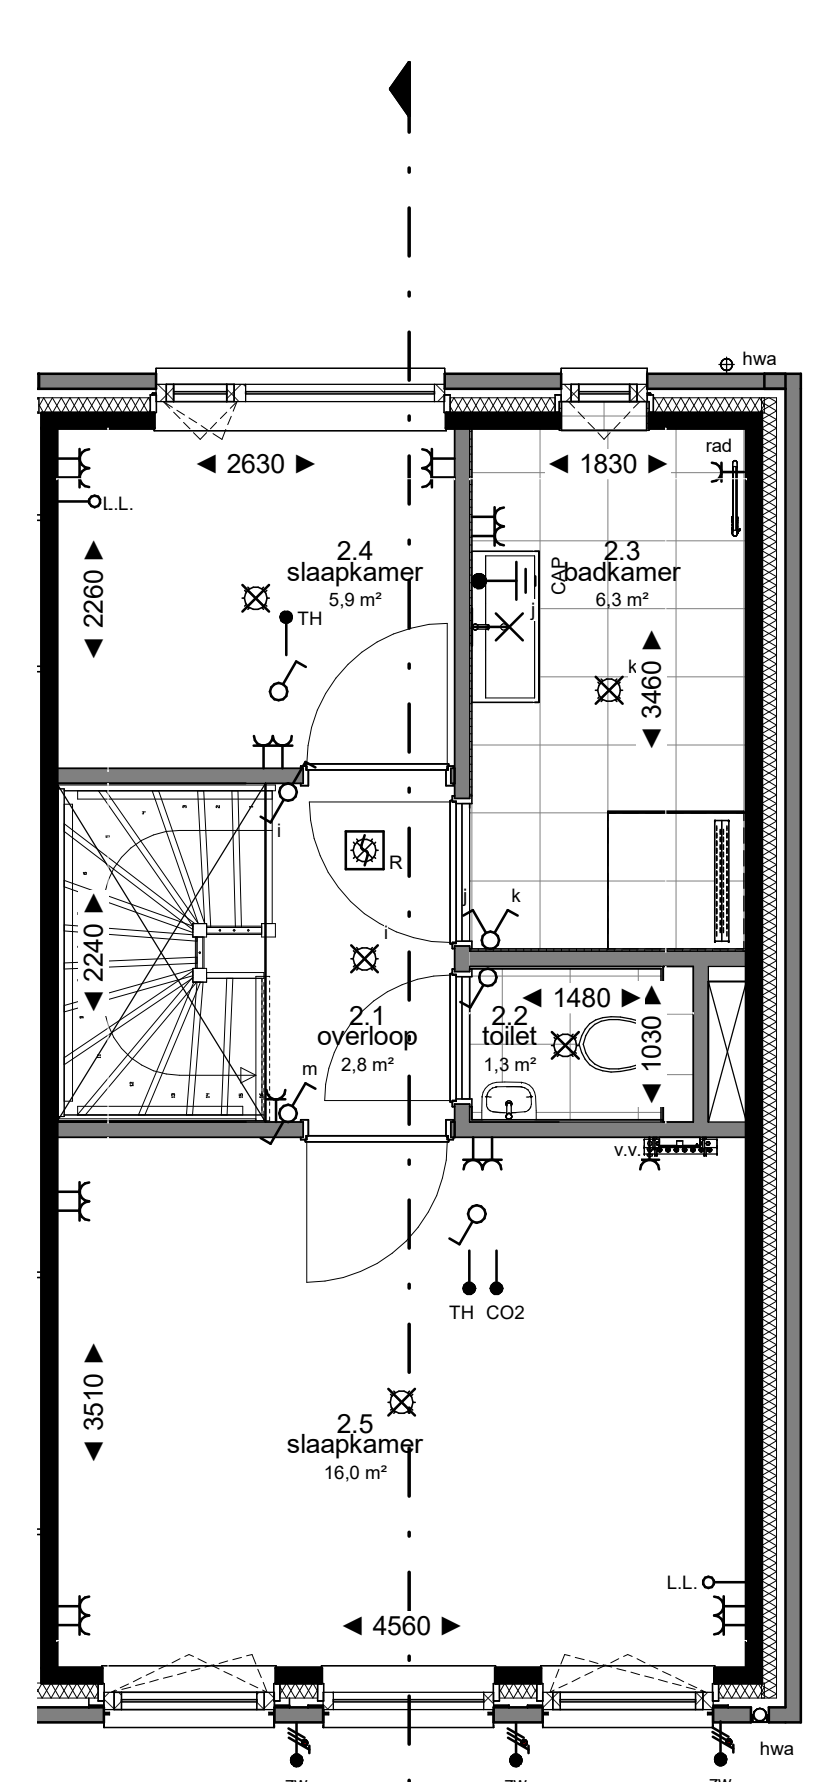 hwa
rad
2630
1830
L.L.
2.4
slaapkamer
5,9 m²
2.3
badkamer
6,3 m²
CAP
j
2260
TH
k
3460
i
R
j
k
2240
i
1480
2.1
overloop
2,8 m²
2.2
toilet
1,3 m²
1030
m
v.v.
TH
CO2
3510
2.5
slaapkamer
16,0 m²
L.L.
4560
hwa